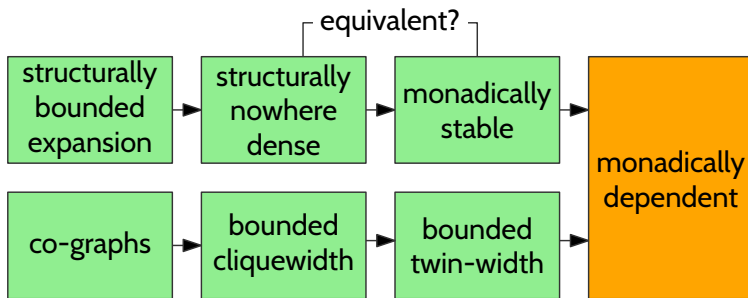 equivalent?
structurally
bounded
expansion
structurally
nowhere
dense
monadically
stable
monadically
dependent
co-graphs
bounded
cliquewidth
bounded
twin-width